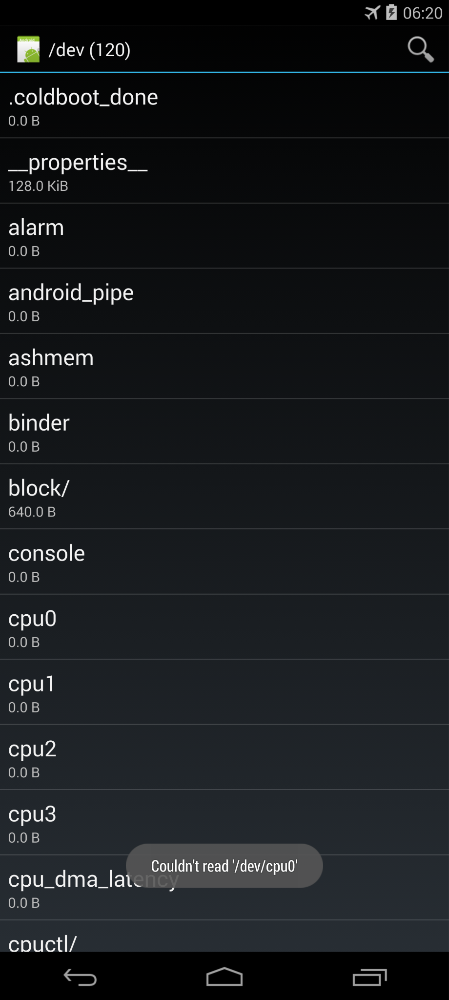 06:20
Android
/dev (120)
.coldboot_done
0.0 B
__properties__
128.0 KiB
alarm
0.0 B
android_pipe
0.0 B
ashmem
0.0 B
binder
0.0 B
block/
640.0 B
console
0.0 B
cpu0
0.0 B
cpu1
0.0 B
cpu2
0.0 B
cpu3
0.0 B
Couldn't read '/dev/cpu0'
cpu_dma_latency
0.0 B
cpuctl/